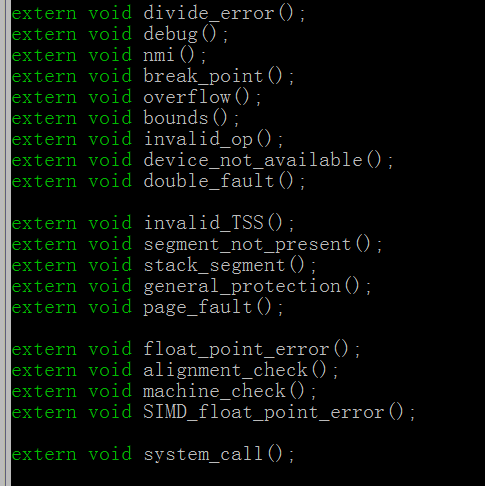 extern void divide_error();
extern void debug();
extern void nmi();
extern void break_point();
extern void overflow();
extern void bounds();
extern void invalid_op();
extern void device_not_available();
extern void double_fault();
extern void invalid_TSS();
extern void segment_not_present();
extern void stack_segment();
extern void general_protection();
extern void page_fault();
extern void float_point_error();
extern void alignment_check();
extern void machine_check();
extern void SIMD_float_point_error();
extern void system_call();